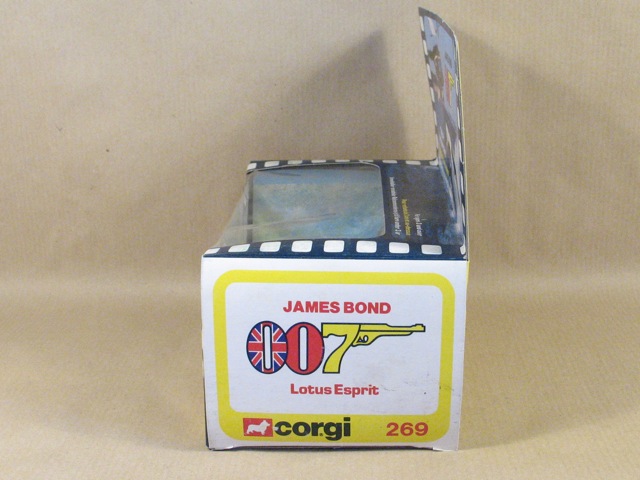 JAMES BOND
007
Lotus Esprit
corgi 269